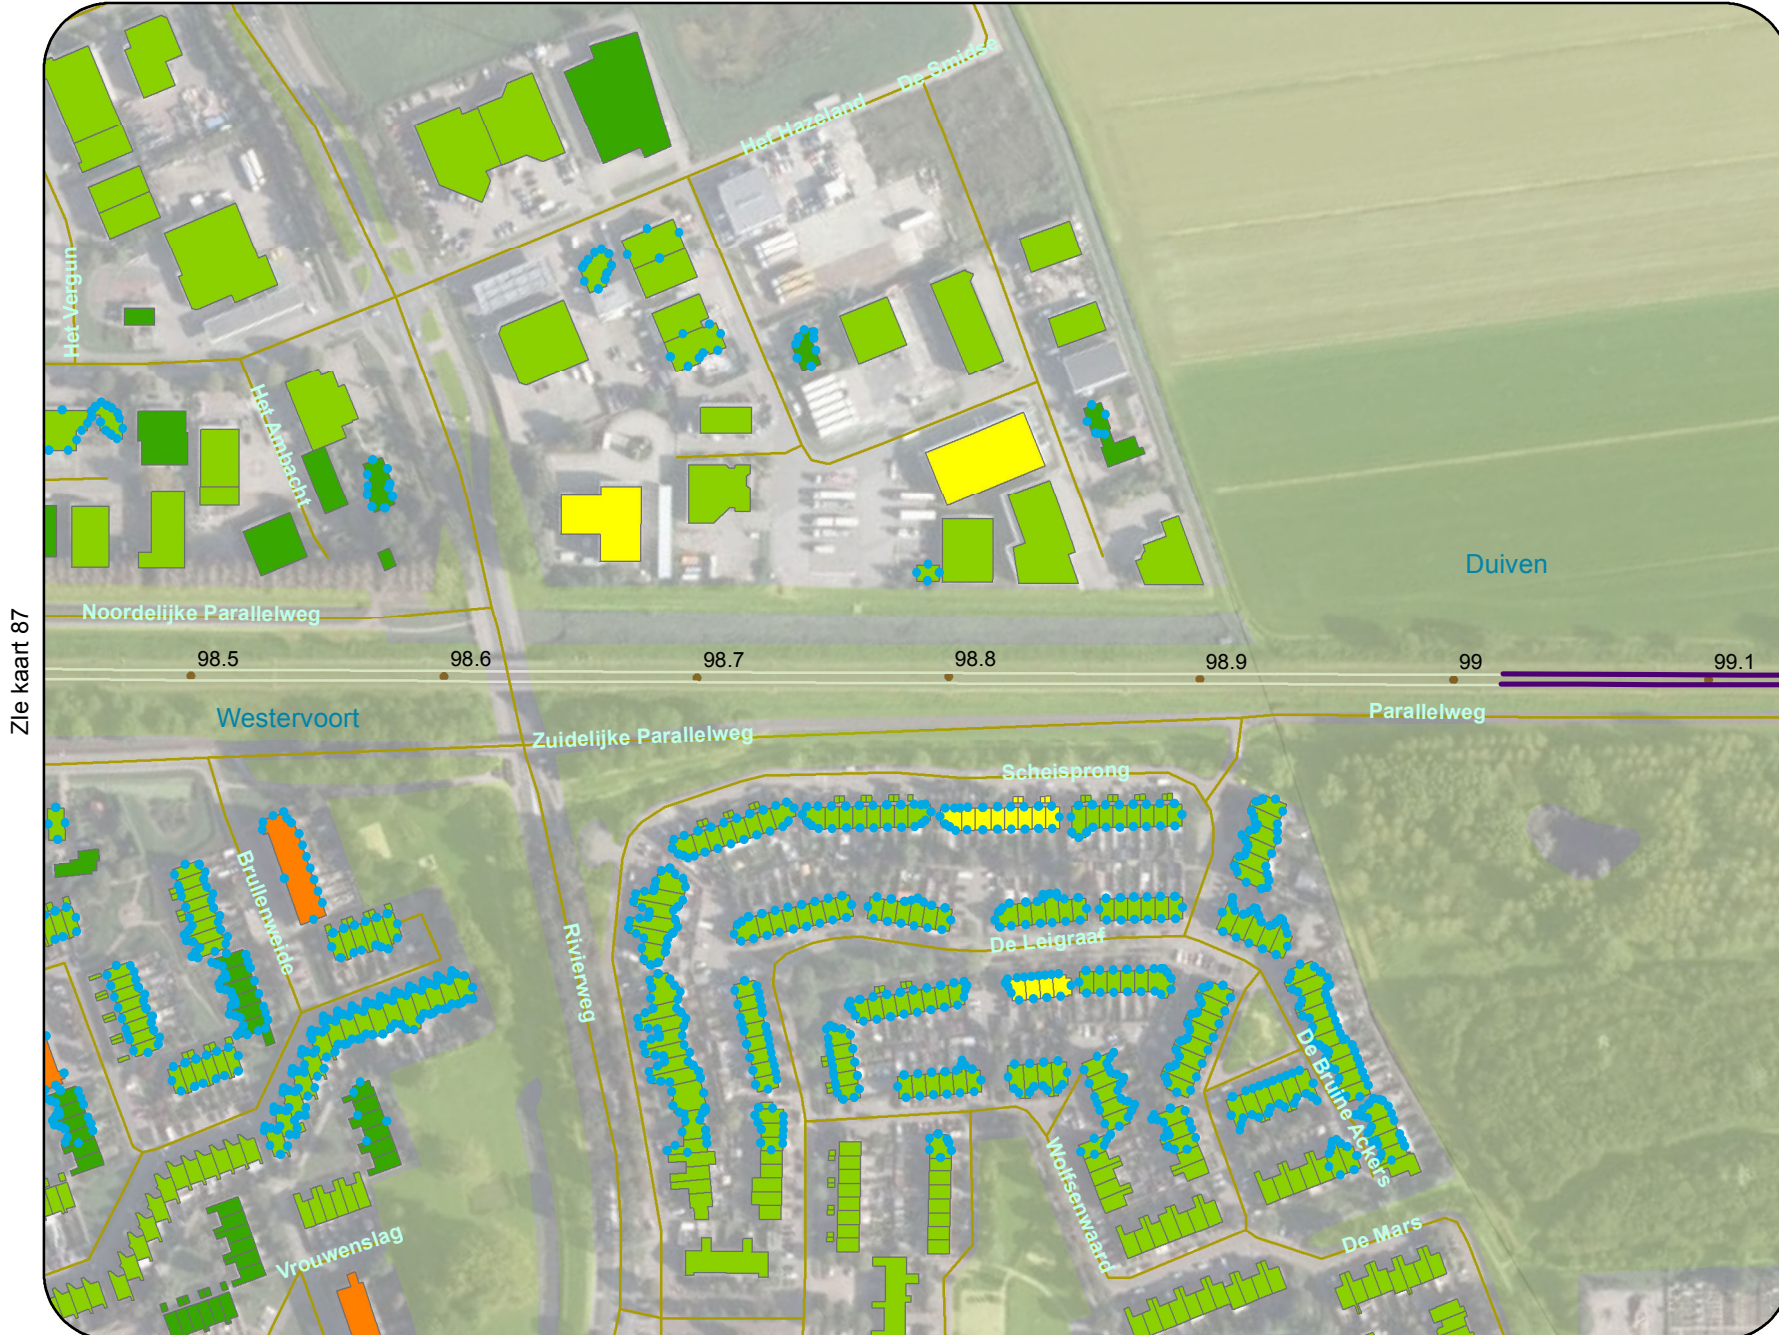 De Smidse
Het Hazeland
Het Vergun
Het Ambacht
Duiven
Noordelijke Parallelweg
ZIe kaart 87
98.5
98.6
98.7
98.8
98.9
99
99.1
Westervoort
Parallelweg
Zuidelijke Parallelweg
Scheisprong
Brullenweide
Rivierweg
De Leigraaf
De Bruine Ackers
Wolfsenwaard
Vrouwenslag
De Mars